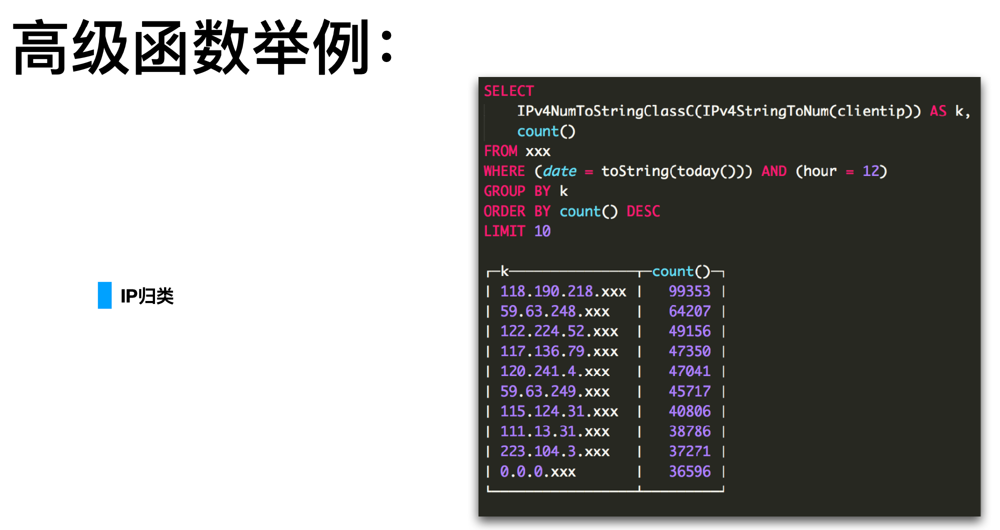 高级函数举例：
IP归类
SELECT
IPv4NumToStringClassC(IPv4StringToNum(clientip)) AS k,
count()
FROM xxx
WHERE (date = toString(today())) AND (hour = 12)
GROUP BY k
ORDER BY count() DESC
LIMIT 10
┌─k───────────────┬─count()─┐
| 118.190.218.xxx | 99353 |
| 59.63.248.xxx | 64207 |
| 122.224.52.xxx | 49156 |
| 117.136.79.xxx | 47350 |
| 120.241.4.xxx | 47041 |
| 59.63.249.xxx | 45717 |
| 115.124.31.xxx | 40806 |
| 111.13.31.xxx | 38786 |
| 223.104.3.xxx | 37271 |
| 0.0.0.xxx | 36596 |